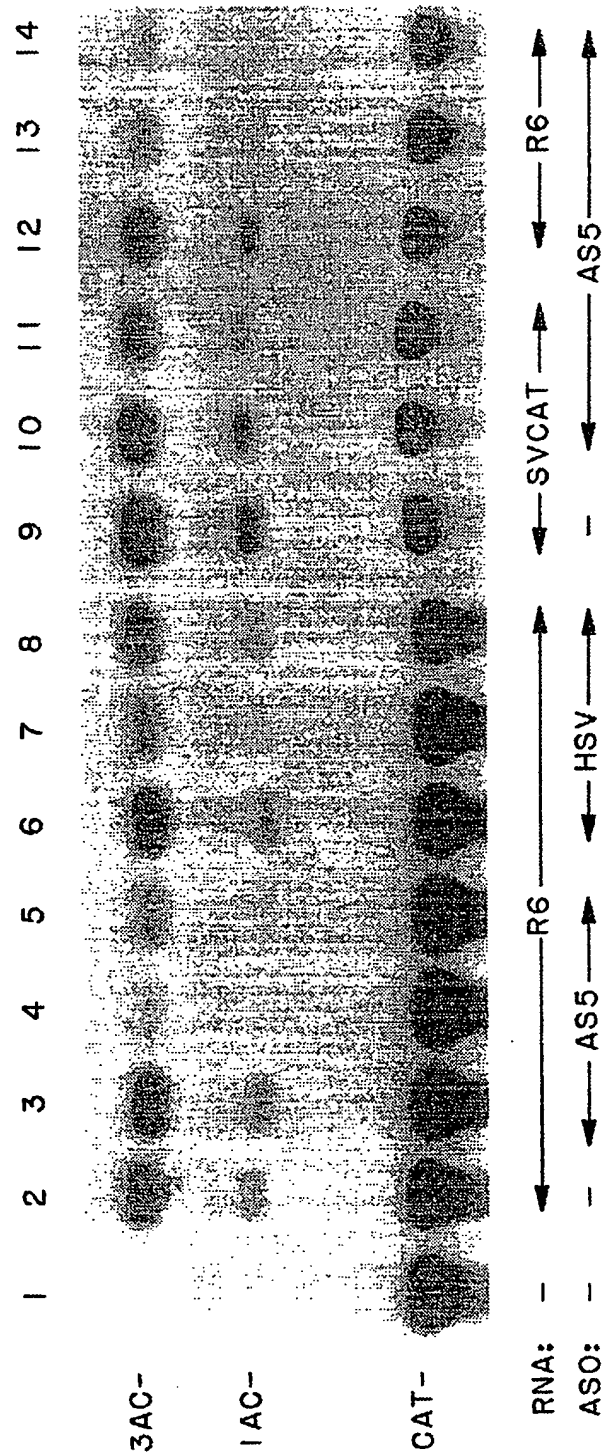 1 2 3 4 5 6 7 8 9 10 11 12 13 14
3AC-
1AC-
CAT-
RNA: - R6 SVCAT R6
ASO: - - AS5 HSV - AS5